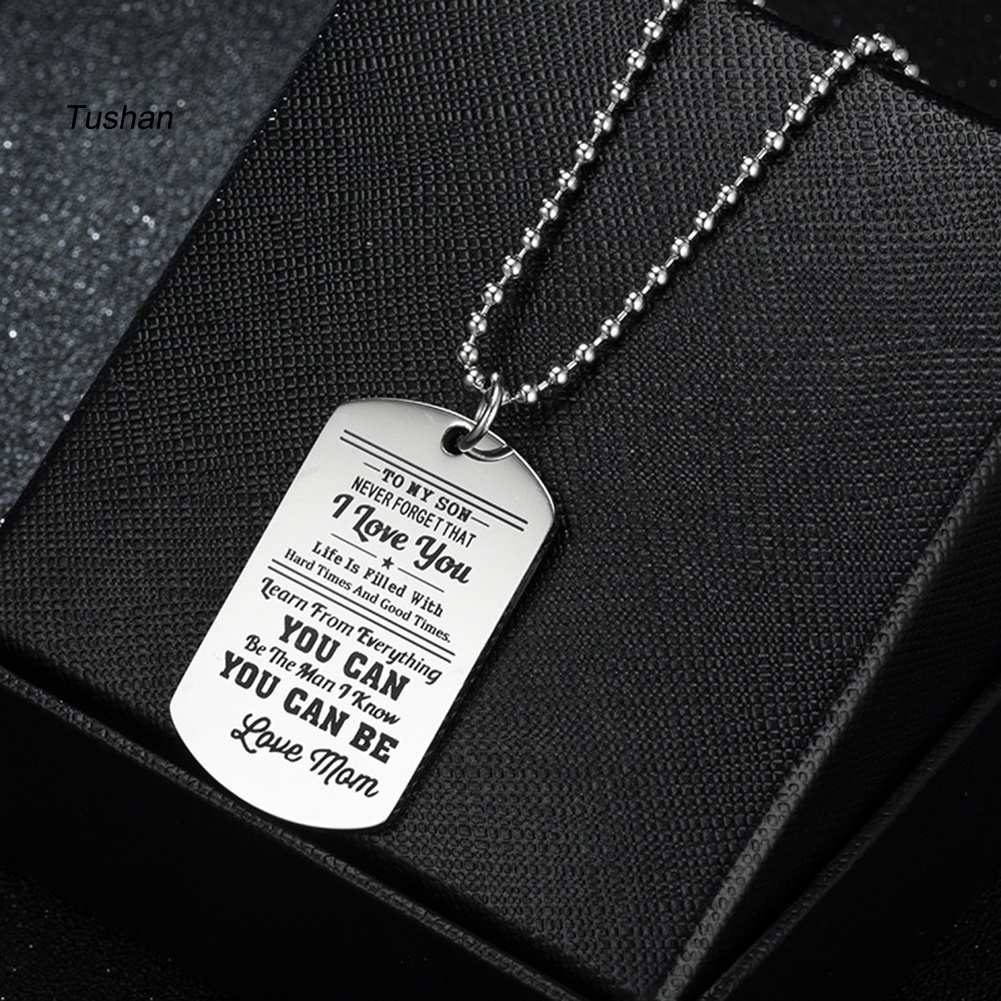 Tushan
TO MY SON
NEVER FORGET THAT
I Love You
Life Is Filled With
Hard Times And Good Times.
Learn From Everything
YOU CAN
Be The Man I Know
YOU CAN BE
Love Mom